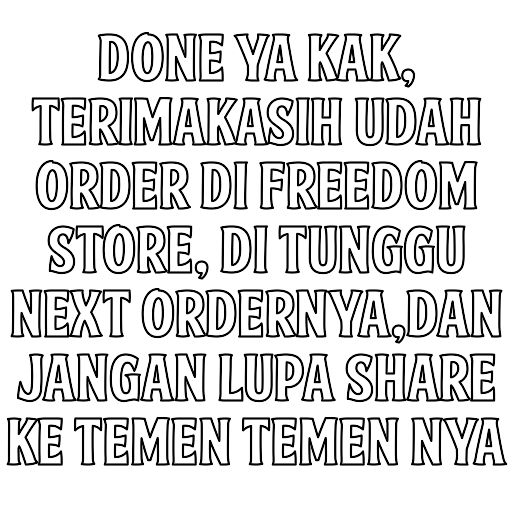 DONE YA KAK,
TERIMAKASIH UDAH
ORDER DI FREEDOM
STORE, DI TUNGGU
NEXT ORDERNYA,DAN
JANGAN LUPA SHARE
KE TEMEN TEMEN NYA